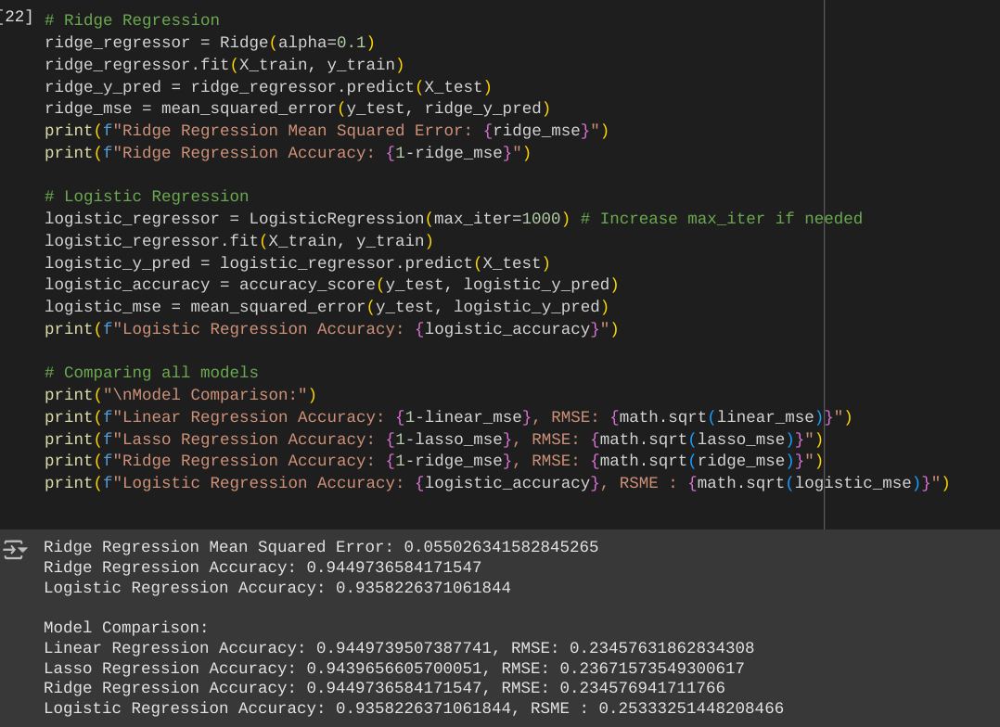 [22] # Ridge Regression
ridge_regressor = Ridge(alpha=0.1)
ridge_regressor.fit(X_train, y_train)
ridge_y_pred = ridge_regressor.predict(X_test)
ridge_mse = mean_squared_error(y_test, ridge_y_pred)
print(f"Ridge Regression Mean Squared Error: {ridge_mse}")
print(f"Ridge Regression Accuracy: {1-ridge_mse}")
# Logistic Regression
logistic_regressor = LogisticRegression(max_iter=1000) # Increase max_iter if needed
logistic_regressor.fit(X_train, y_train)
logistic_y_pred = logistic_regressor.predict(X_test)
logistic_accuracy = accuracy_score(y_test, logistic_y_pred)
logistic_mse = mean_squared_error(y_test, logistic_y_pred)
print(f"Logistic Regression Accuracy: {logistic_accuracy}")
# Comparing all models
print("\nModel Comparison:")
print(f"Linear Regression Accuracy: {1-linear_mse}, RMSE: {math.sqrt(linear_mse)}")
print(f"Lasso Regression Accuracy: {1-lasso_mse}, RMSE: {math.sqrt(lasso_mse)}")
print(f"Ridge Regression Accuracy: {1-ridge_mse}, RMSE: {math.sqrt(ridge_mse)}")
print(f"Logistic Regression Accuracy: {logistic_accuracy}, RSME : {math.sqrt(logistic_mse)}")
Ridge Regression Mean Squared Error: 0.055026341582845265
Ridge Regression Accuracy: 0.9449736584171547
Logistic Regression Accuracy: 0.9358226371061844
Model Comparison:
Linear Regression Accuracy: 0.9449739507387741, RMSE: 0.23457631862834308
Lasso Regression Accuracy: 0.9439656605700051, RMSE: 0.23671573549300617
Ridge Regression Accuracy: 0.9449736584171547, RMSE: 0.234576941711766
Logistic Regression Accuracy: 0.9358226371061844, RSME : 0.25333251448208466